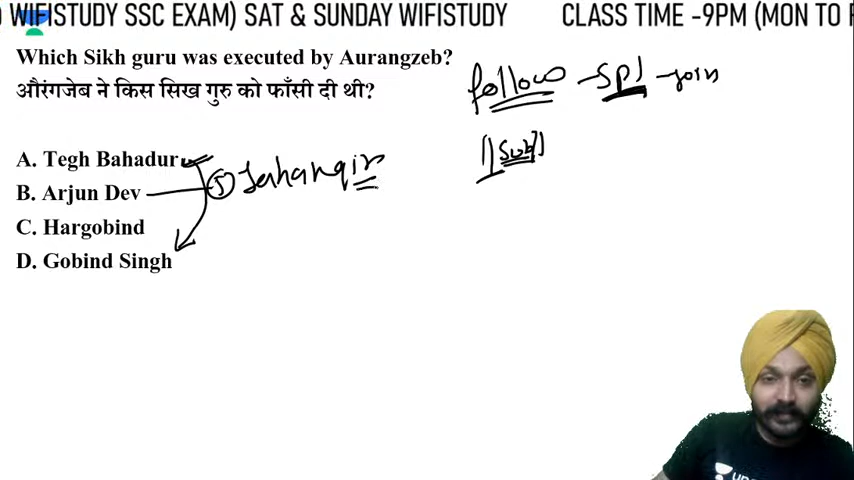 WIFISTUDY SSC EXAM) SAT & SUNDAY WIFISTUDY CLASS TIME -9PM (MON TO F
Which Sikh guru was executed by Aurangzeb?
औरंगजेब ने किस सिख गुरु को फाँसी दी थी?
follow - spl - join
A. Tegh Bahadur
B. Arjun Dev
5 Jahangir
C. Hargobind
D. Gobind Singh